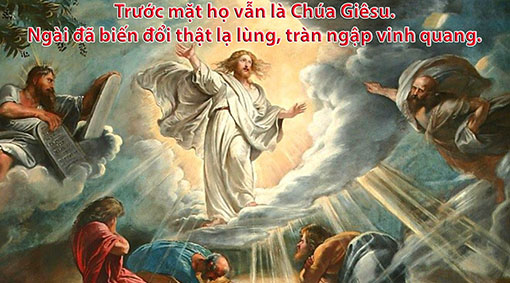 Trước mặt họ vẫn là Chúa Giêsu.
Ngài đã biến đổi thật lạ lùng, tràn ngập vinh quang.